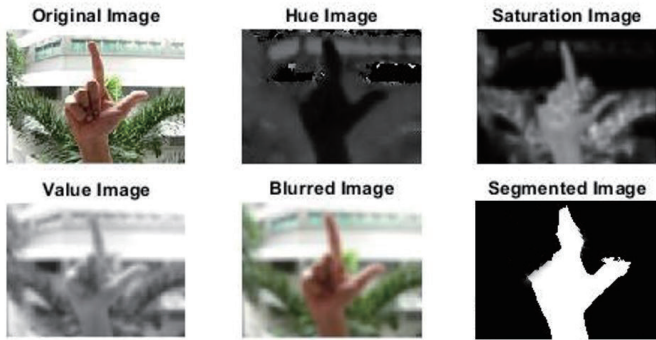 Original Image
Hue Image
Saturation Image
Value Image
Blurred Image
Segmented Image